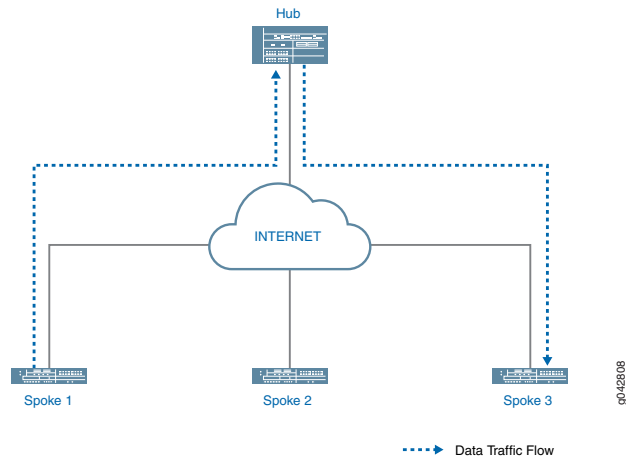 Hub
INTERNET
Spoke 1
Spoke 2
Spoke 3
g042808
Data Traffic Flow